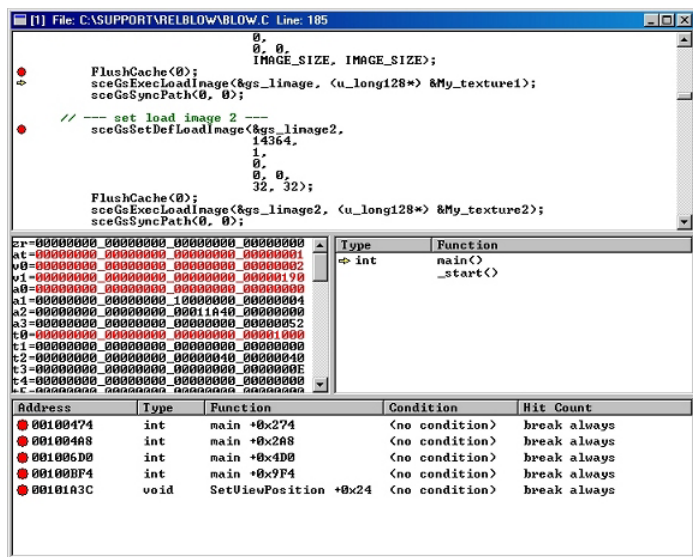 [1] File: C:\SUPPORT\RELBLOW\BLOW.C Line: 185
0,
0, 0,
IMAGE_SIZE, IMAGE_SIZE);
FlushCache(0);
sceGsExecLoadImage(&gs_limage, (u_long128*) &My_texture1);
sceGsSyncPath(0, 0);
// --- set load image 2 ---
sceGsSetDefLoadImage(&gs_limage2,
14364,
1,
0,
0, 0,
32, 32);
FlushCache(0);
sceGsExecLoadImage(&gs_limage2, (u_long128*) &My_texture2);
sceGsSyncPath(0, 0);
zr=00000000_00000000_00000000_00000000
at=00000000_00000000_00000000_00000001
v0=00000000_00000000_00000000_00000002
v1=00000000_00000000_00000000_00000190
a0=00000000_00000000_00000000_00000000
a1=00000000_00000000_10000000_00000004
a2=00000000_00000000_00011A40_00000000
a3=00000000_00000000_00000000_00000052
t0=00000000_00000000_00000000_00001000
t1=00000000_00000000_00000000_00000000
t2=00000000_00000000_00000040_00000040
t3=00000000_00000000_00000000_0000000E
t4=00000000_00000000_00000000_00000000
Type Function
int main()
_start()
Address Type Function Condition Hit Count
00100474 int main +0x274 (no condition) break always
001004A8 int main +0x2A8 (no condition) break always
001006D0 int main +0x4D0 (no condition) break always
00100BF4 int main +0x9F4 (no condition) break always
00101A3C void SetViewPosition +0x24 (no condition) break always